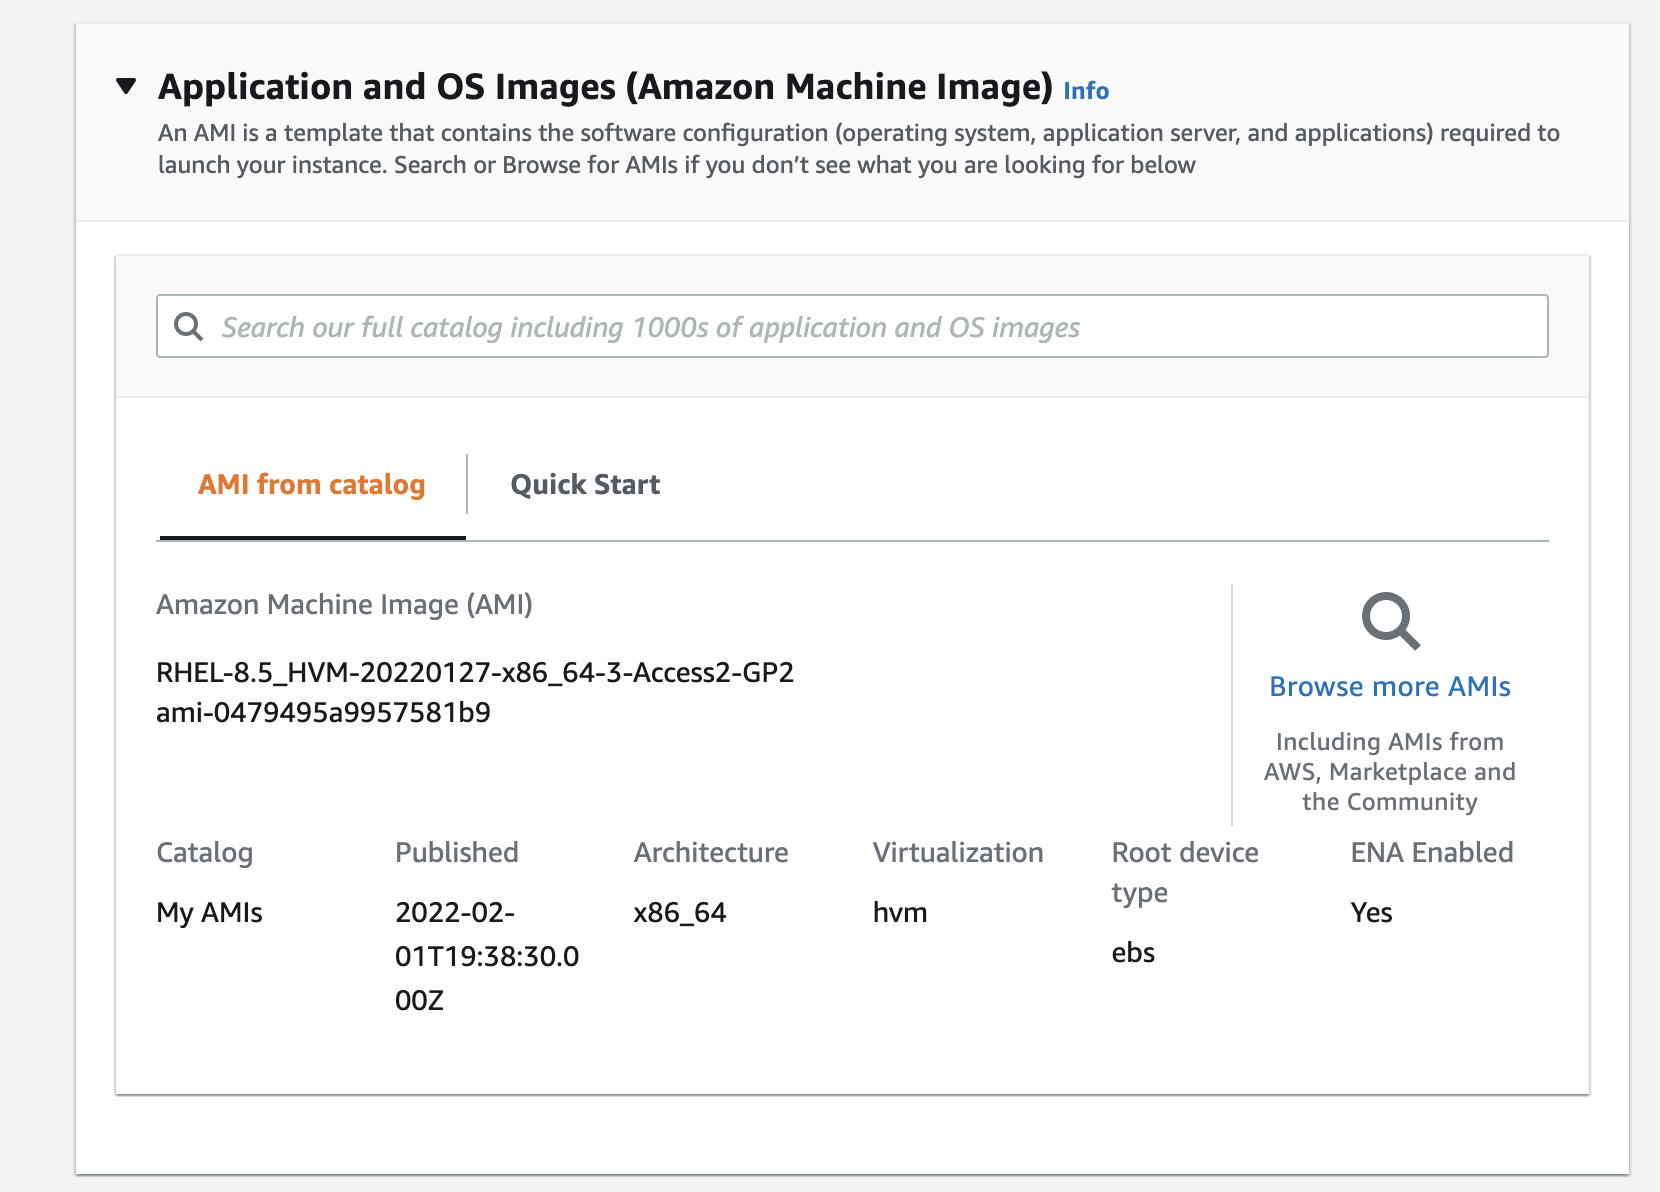 Application and OS Images (Amazon Machine Image) Info
An AMI is a template that contains the software configuration (operating system, application server, and applications) required to
launch your instance. Search or Browse for AMIs if you don’t see what you are looking for below
Search our full catalog including 1000s of application and OS images
AMI from catalog
Quick Start
Amazon Machine Image (AMI)
RHEL-8.5_HVM-20220127-x86_64-3-Access2-GP2
ami-0479495a9957581b9
Browse more AMIs
Including AMIs from
AWS, Marketplace and
the Community
Catalog
My AMIs
Published
2022-02-
01T19:38:30.0
00Z
Architecture
x86_64
Virtualization
hvm
Root device
type
ebs
ENA Enabled
Yes